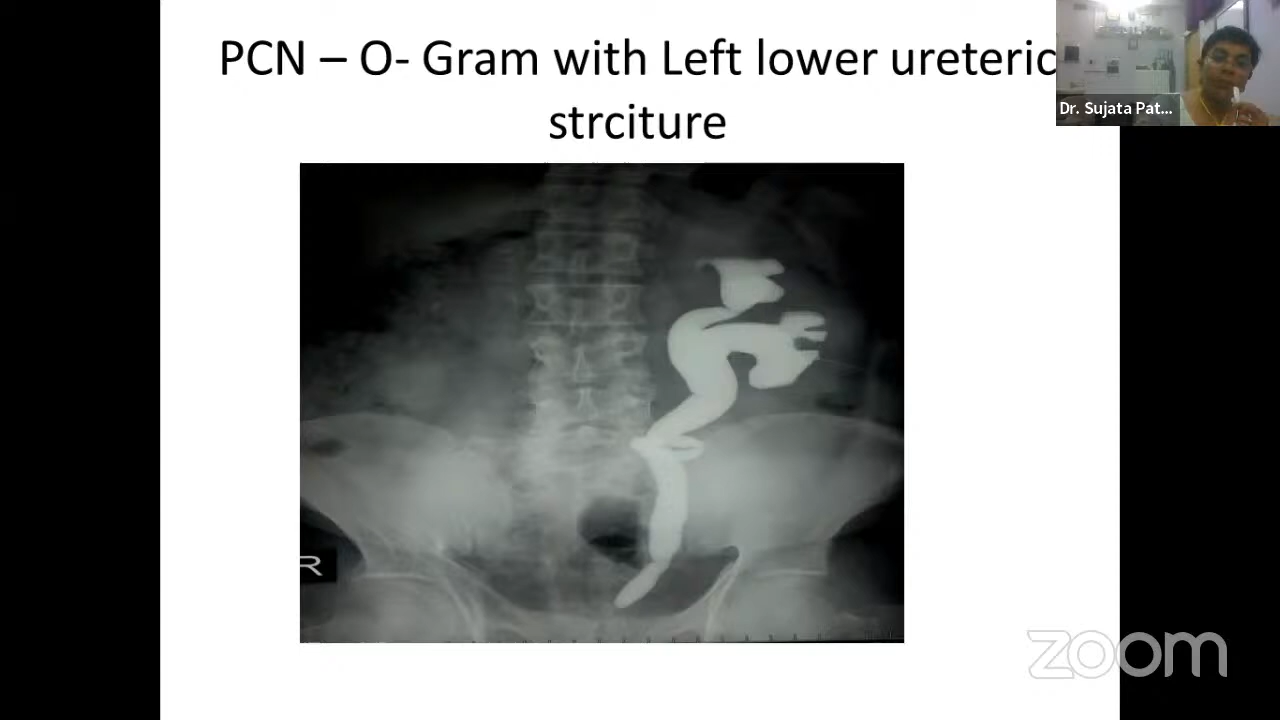 PCN – O- Gram with Left lower ureteric
strciture
Dr. Sujata Pat...
R
zoom